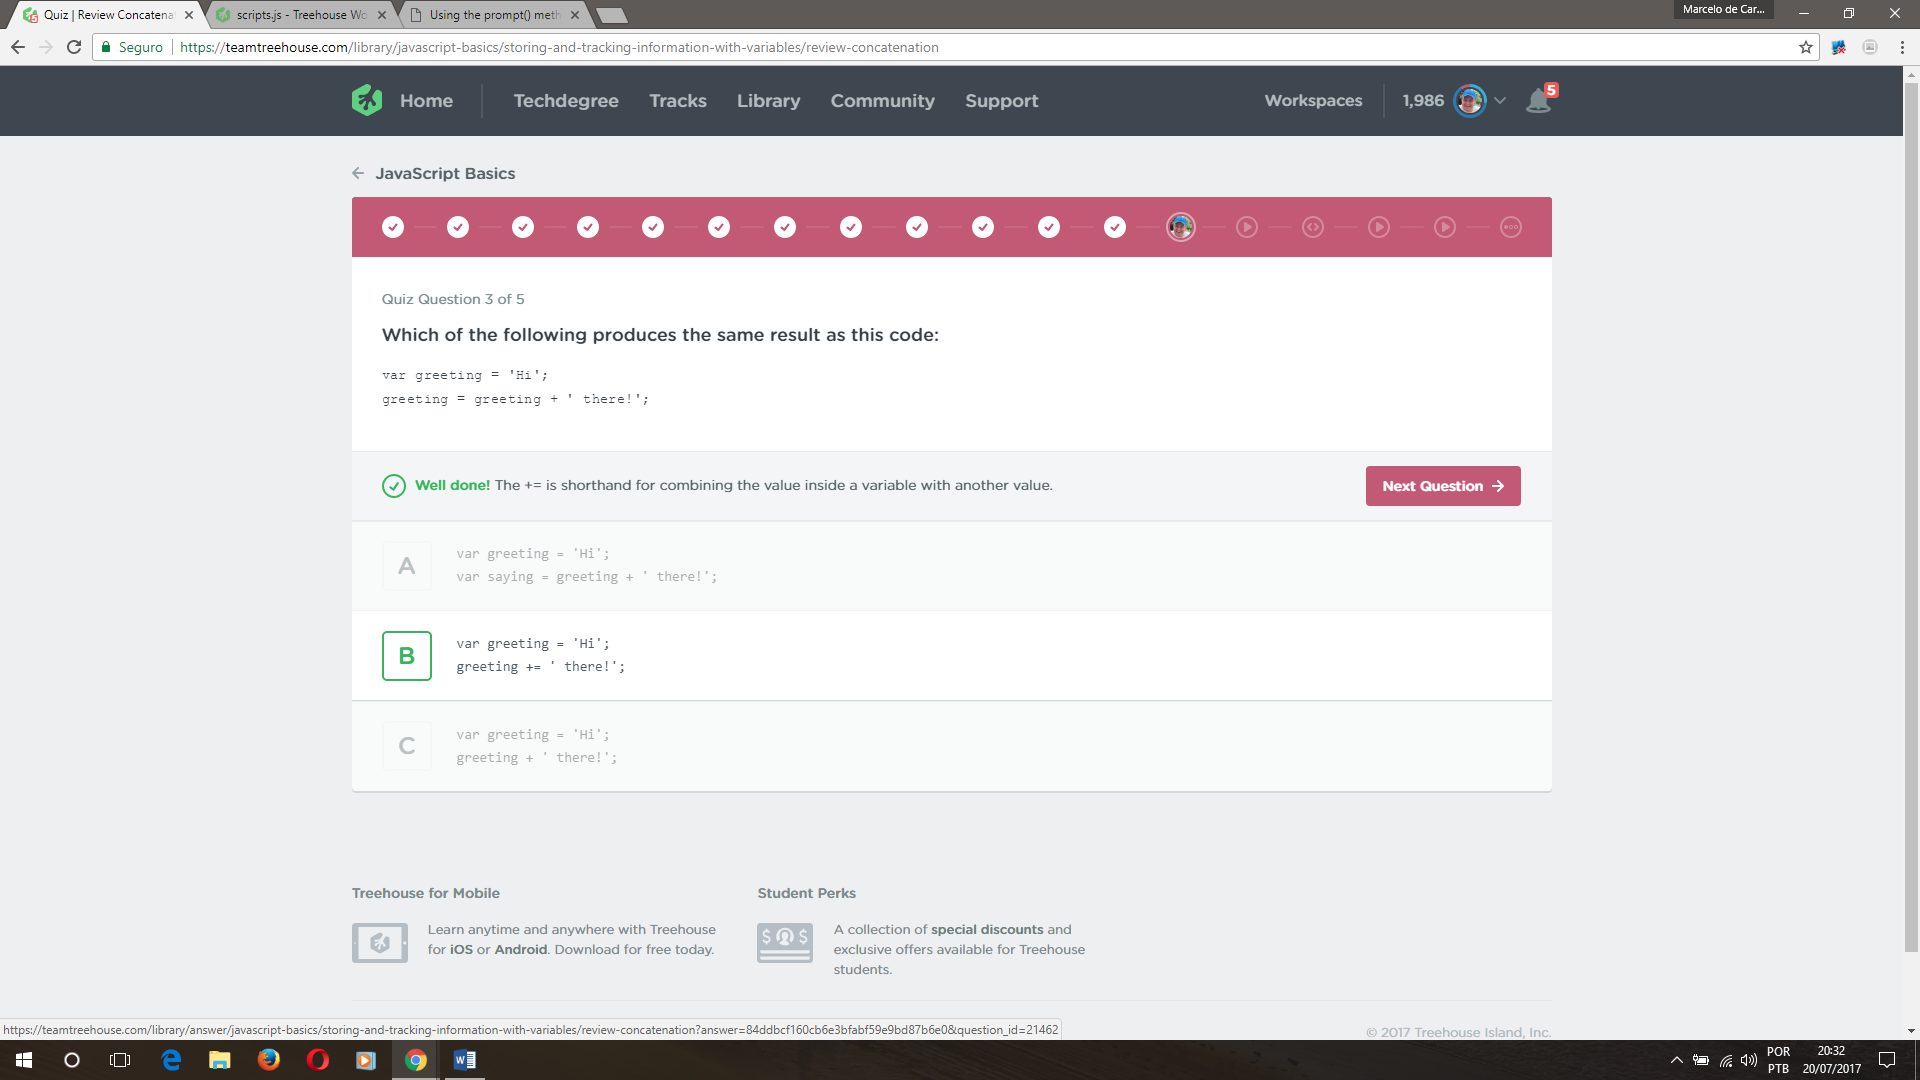 Quiz | Review Concatena
scripts.js - Treehouse Wo
Using the prompt() meth
Marcelo de Car...
Seguro
https://teamtreehouse.com/library/javascript-basics/storing-and-tracking-information-with-variables/review-concatenation
Home
Techdegree
Tracks
Library
Community
Support
Workspaces
1,986
5
JavaScript Basics
Quiz Question 3 of 5
Which of the following produces the same result as this code:
var greeting = 'Hi';
greeting = greeting + ' there!';
Well done! The += is shorthand for combining the value inside a variable with another value.
Next Question
A
var greeting = 'Hi';
var saying = greeting + ' there!';
B
var greeting = 'Hi';
greeting += ' there!';
C
var greeting = 'Hi';
greeting + ' there!';
Treehouse for Mobile
Learn anytime and anywhere with Treehouse
for iOS or Android. Download for free today.
Student Perks
A collection of special discounts and
exclusive offers available for Treehouse
students.
https://teamtreehouse.com/library/answer/javascript-basics/storing-and-tracking-information-with-variables/review-concatenation?answer=84ddbcf160cb6e3bfabf59e9bd87b6e0&question_id=21462
© 2017 Treehouse Island, Inc.
POR
PTB
20:32
20/07/2017